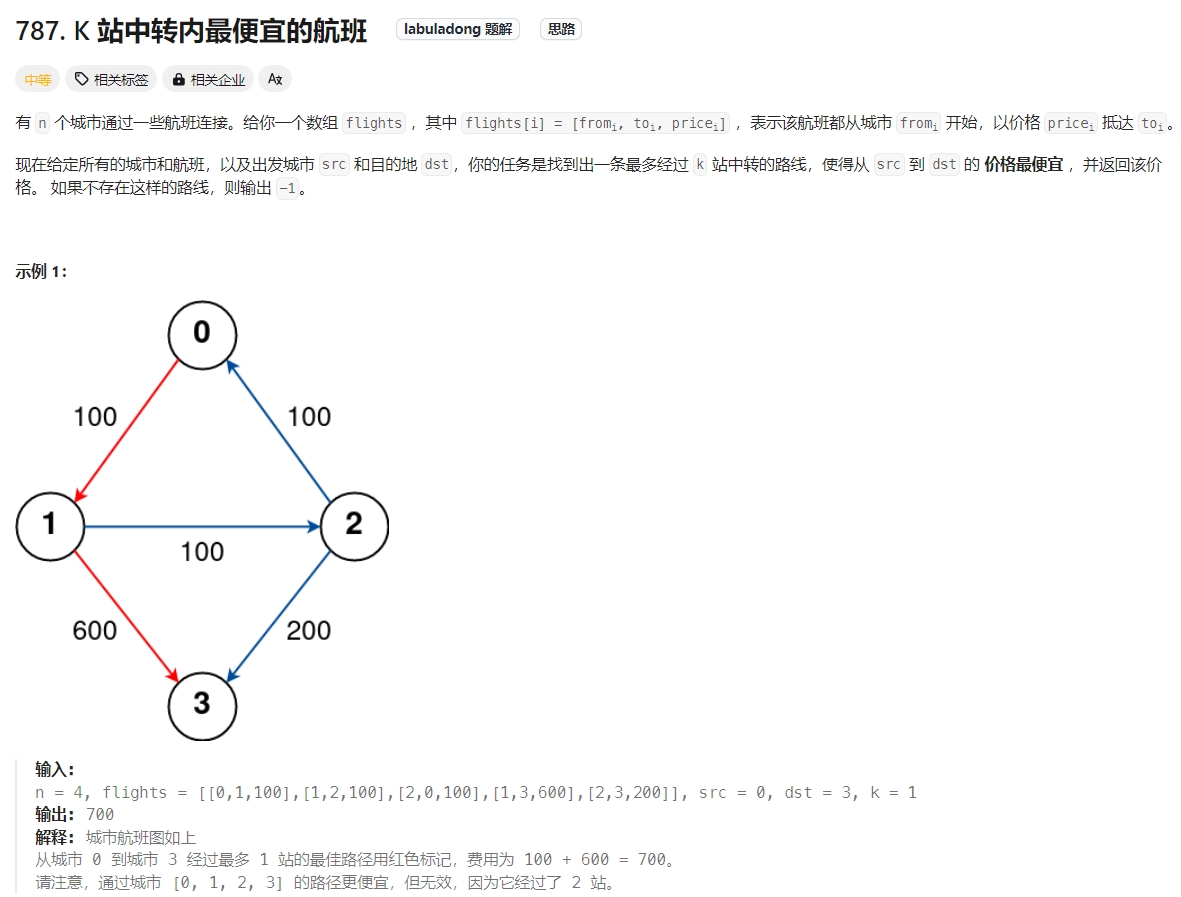 787. K 站中转内最便宜的航班 labuladong 题解 思路
中等 相关标签 相关企业 Ax
有 n 个城市通过一些航班连接。给你一个数组 flights ，其中 flights[i] = [fromi, toi, pricei] ，表示该航班都从城市 fromi 开始，以价格 pricei 抵达 toi。
现在给定所有的城市和航班，以及出发城市 src 和目的地 dst，你的任务是找到出一条最多经过 k 站中转的路线，使得从 src 到 dst 的 价格最便宜 ，并返回该价
格。 如果不存在这样的路线，则输出 -1。
示例 1：
0
100 100
1 2
100
600 200
3
输入:
n = 4, flights = [[0,1,100],[1,2,100],[2,0,100],[1,3,600],[2,3,200]], src = 0, dst = 3, k = 1
输出: 700
解释: 城市航班图如上
从城市 0 到城市 3 经过最多 1 站的最佳路径用红色标记，费用为 100 + 600 = 700。
请注意，通过城市 [0, 1, 2, 3] 的路径更便宜，但无效，因为它经过了 2 站。